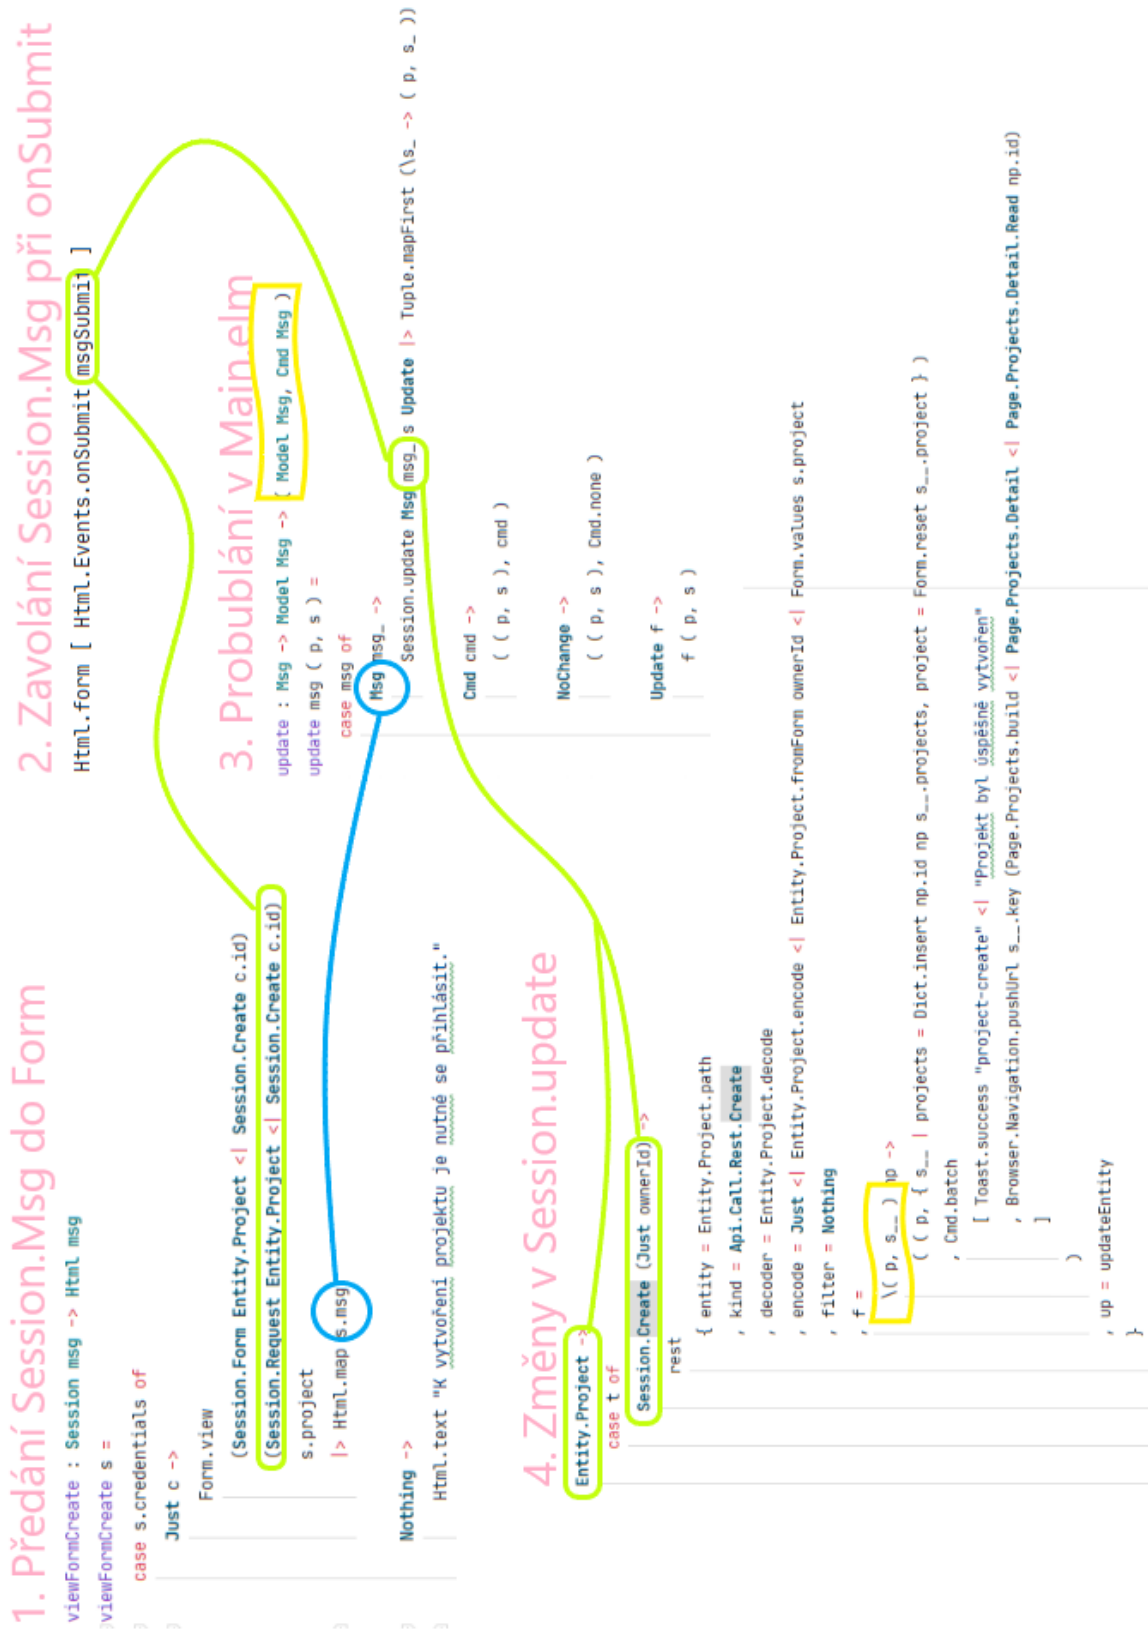 1. Předání Session.Msg do Form
viewFormCreate : Session msg -> Html msg
viewFormCreate s =
case s.credentials of
Just c ->
Form.view
(Session.Form Entity.Project <| Session.Create c.id)
(Session.Request Entity.Project <| Session.Create c.id)
s.project
|> Html.map s.msg
Nothing ->
Html.text "K vytvoření projektu je nutné se přihlásit."
2. Zavolání Session.Msg při onSubmit
Html.form [ Html.Events.onSubmit msgSubmit ]
3. Probublání v Main.elm
update : Msg -> Model Msg -> ( Model Msg, Cmd Msg )
update msg ( p, s ) =
case msg of
Msg msg_ ->
Session.update Msg msg_ s Update |> Tuple.mapFirst (\s_ -> ( p, s_ ))
Cmd cmd ->
( ( p, s ), cmd )
NoChange ->
( ( p, s ), Cmd.none )
Update f ->
f ( p, s )
4. Změny v Session.update
Entity.Project ->
case t of
Session.Create (Just ownerId) ->
rest
{ entity = Entity.Project.path
, kind = Api.Call.Rest.Create
, decoder = Entity.Project.decode
, encode = Just <| Entity.Project.encode <| Entity.Project.fromForm ownerId <| Form.values s.project
, filter = Nothing
, f =
\( p, s__ ) np ->
( ( p, { s__ | projects = Dict.insert np.id np s__.projects, project = Form.reset s__.project } )
, Cmd.batch
[ Toast.success "project-create" <| "Projekt byl úspěšně vytvořen"
, Browser.Navigation.pushUrl s__.key (Page.Projects.build <| Page.Projects.Detail <| Page.Projects.Detail.Read np.id)
]
)
, up = updateEntity
}